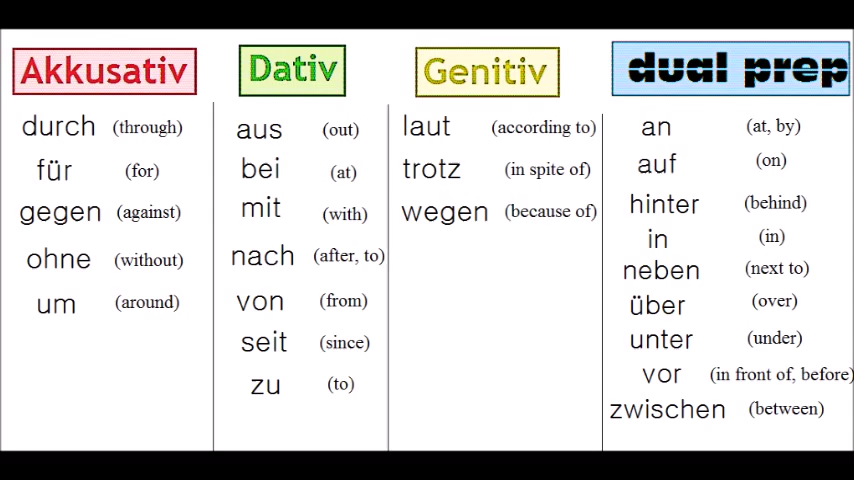 Akkusativ
durch (through)
für (for)
gegen (against)
ohne (without)
um (around)
Dativ
aus (out)
bei (at)
mit (with)
nach (after, to)
von (from)
seit (since)
zu (to)
Genitiv
laut (according to)
trotz (in spite of)
wegen (because of)
dual prep
an (at, by)
auf (on)
hinter (behind)
in (in)
neben (next to)
über (over)
unter (under)
vor (in front of, before)
zwischen (between)